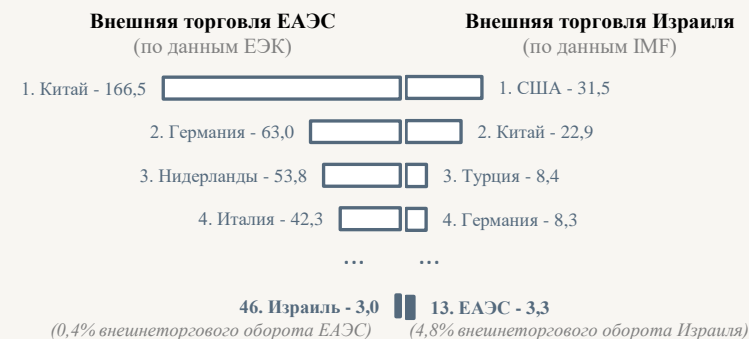 Внешняя торговля ЕАЭС
(по данным ЕЭК)
Внешняя торговля Израиля
(по данным IMF)
1. Китай - 166,5
1. США - 31,5
2. Германия - 63,0
2. Китай - 22,9
3. Нидерланды - 53,8
3. Турция - 8,4
4. Италия - 42,3
4. Германия - 8,3
... ...
46. Израиль - 3,0
13. ЕАЭС - 3,3
(0,4% внешнеторгового оборота ЕАЭС)
(4,8% внешнеторгового оборота Израиля)